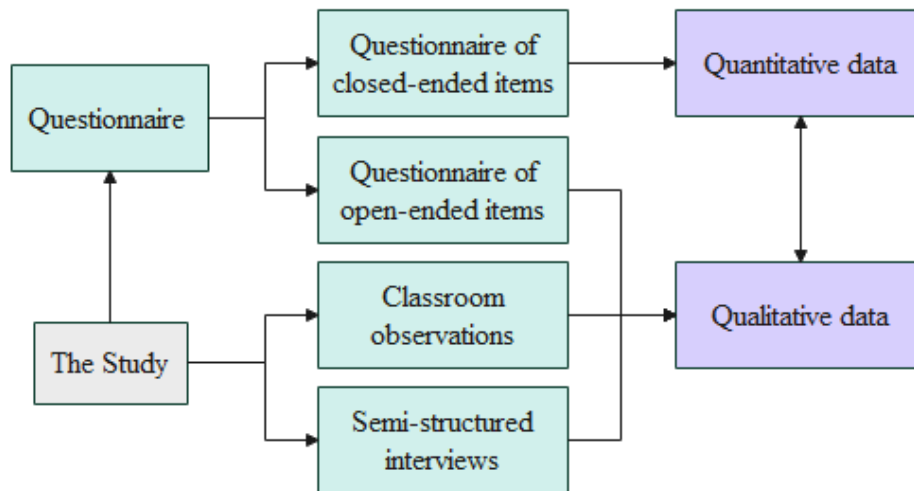 Questionnaire
The Study
Questionnaire of
closed-ended items
Questionnaire of
open-ended items
Classroom
observations
Semi-structured
interviews
Quantitative data
Qualitative data